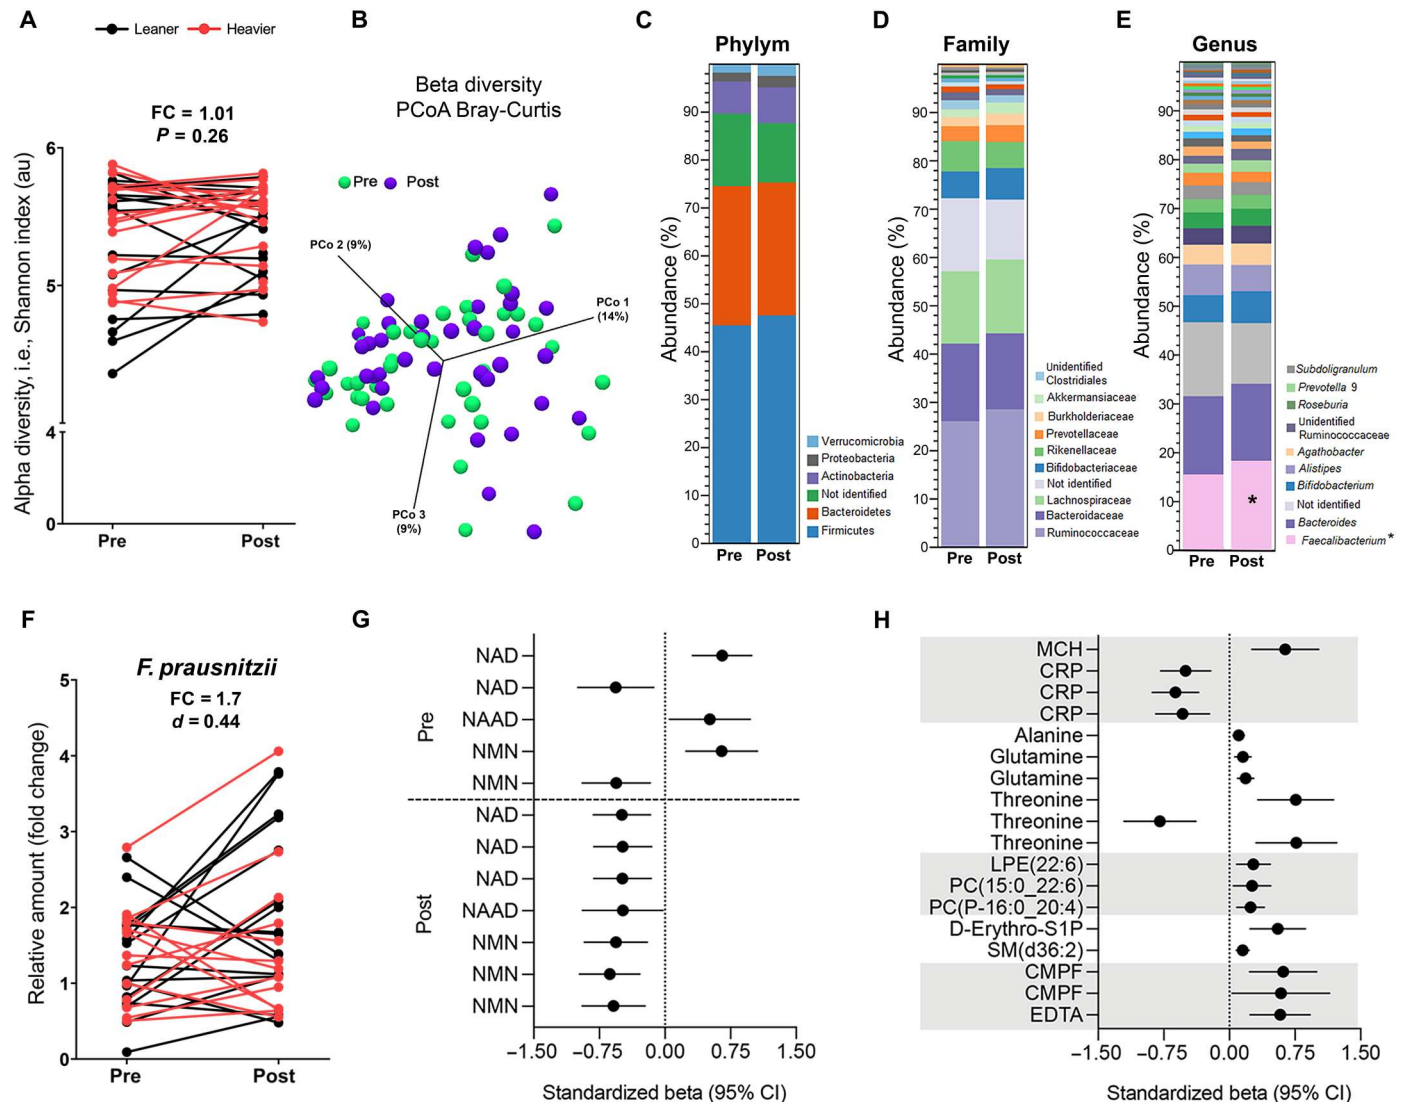 A
Leaner Heavier
FC = 1.01
P = 0.26
Alpha diversity, i.e., Shannon index (au)
6
5
4
0
Pre Post
B
Beta diversity
PCoA Bray-Curtis
Pre Post
PCo 2 (9%)
PCo 1
(14%)
PCo 3
(9%)
C
Phylym
Abundance (%)
90
80
70
60
50
40
30
20
10
0
Pre Post
Verrucomicrobia
Proteobacteria
Actinobacteria
Not identified
Bacteroidetes
Firmicutes
D
Family
Abundance (%)
90
80
70
60
50
40
30
20
10
0
Pre Post
Unidentified
Clostridiales
Akkermansiaceae
Burkholderiaceae
Prevotellaceae
Rikenellaceae
Bifidobacteriaceae
Not identified
Lachnospiraceae
Bacteroidaceae
Ruminococcaceae
E
Genus
Abundance (%)
90
80
70
60
50
40
30
20
10
0
*
Pre Post
Subdoligranulum
Prevotella 9
Roseburia
Unidentified
Ruminococcaceae
Agathobacter
Alistipes
Bifidobacterium
Not identified
Bacteroides
Faecalibacterium *
F
F. prausnitzii
FC = 1.7
d = 0.44
Relative amount (fold change)
5
4
3
2
1
0
Pre Post
G
Pre
NAD
NAD
NAAD
NMN
NMN
Post
NAD
NAD
NAD
NAAD
NMN
NMN
NMN
−1.50 −0.75 0.00 0.75 1.50
Standardized beta (95% CI)
H
MCH
CRP
CRP
CRP
Alanine
Glutamine
Glutamine
Threonine
Threonine
Threonine
LPE(22:6)
PC(15:0_22:6)
PC(P-16:0_20:4)
D-Erythro-S1P
SM(d36:2)
CMPF
CMPF
EDTA
−1.50 −0.75 0.00 0.75 1.50
Standardized beta (95% CI)